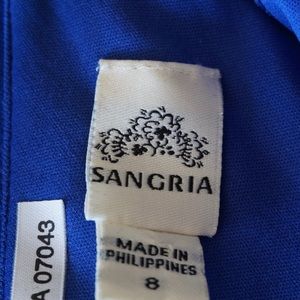 SANGRIA
MADE IN
PHILIPPINES
8
A 07043